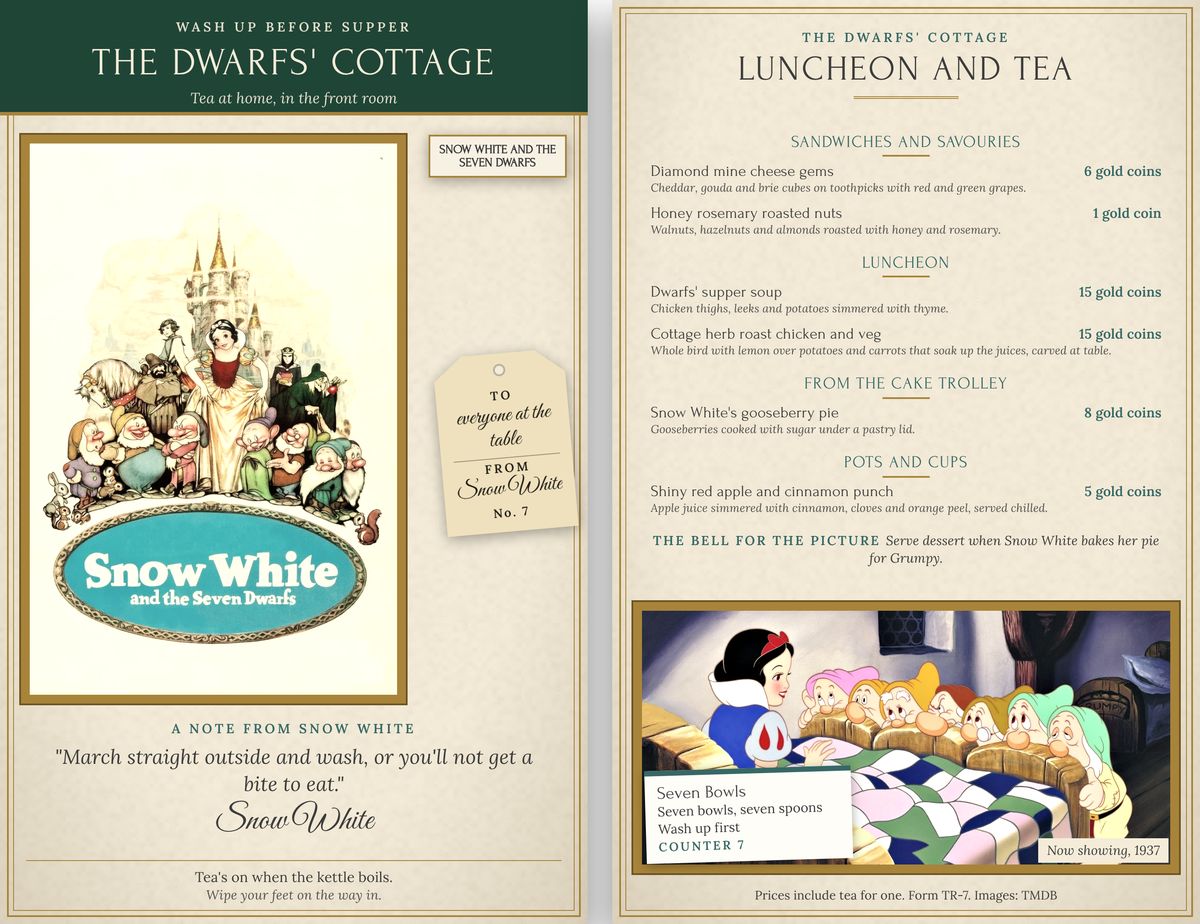 WASH UP BEFORE SUPPER
THE DWARFS' COTTAGE
Tea at home, in the front room
SNOW WHITE AND THE
SEVEN DWARFS
Snow White
and the Seven Dwarfs
TO
everyone at the
table
FROM
Snow White
No. 7
A NOTE FROM SNOW WHITE
"March straight outside and wash, or you'll not get a
bite to eat."
Snow White
Tea's on when the kettle boils.
Wipe your feet on the way in.
THE DWARFS' COTTAGE
LUNCHEON AND TEA
SANDWICHES AND SAVOURIES
Diamond mine cheese gems 6 gold coins
Cheddar, gouda and brie cubes on toothpicks with red and green grapes.
Honey rosemary roasted nuts 1 gold coin
Walnuts, hazelnuts and almonds roasted with honey and rosemary.
LUNCHEON
Dwarfs' supper soup 15 gold coins
Chicken thighs, leeks and potatoes simmered with thyme.
Cottage herb roast chicken and veg 15 gold coins
Whole bird with lemon over potatoes and carrots that soak up the juices, carved at table.
FROM THE CAKE TROLLEY
Snow White's gooseberry pie 8 gold coins
Gooseberries cooked with sugar under a pastry lid.
POTS AND CUPS
Shiny red apple and cinnamon punch 5 gold coins
Apple juice simmered with cinnamon, cloves and orange peel, served chilled.
THE BELL FOR THE PICTURE Serve dessert when Snow White bakes her pie
for Grumpy.
GRUMPY
Seven Bowls
Seven bowls, seven spoons
Wash up first
COUNTER 7
Now showing, 1937
Prices include tea for one. Form TR-7. Images: TMDB